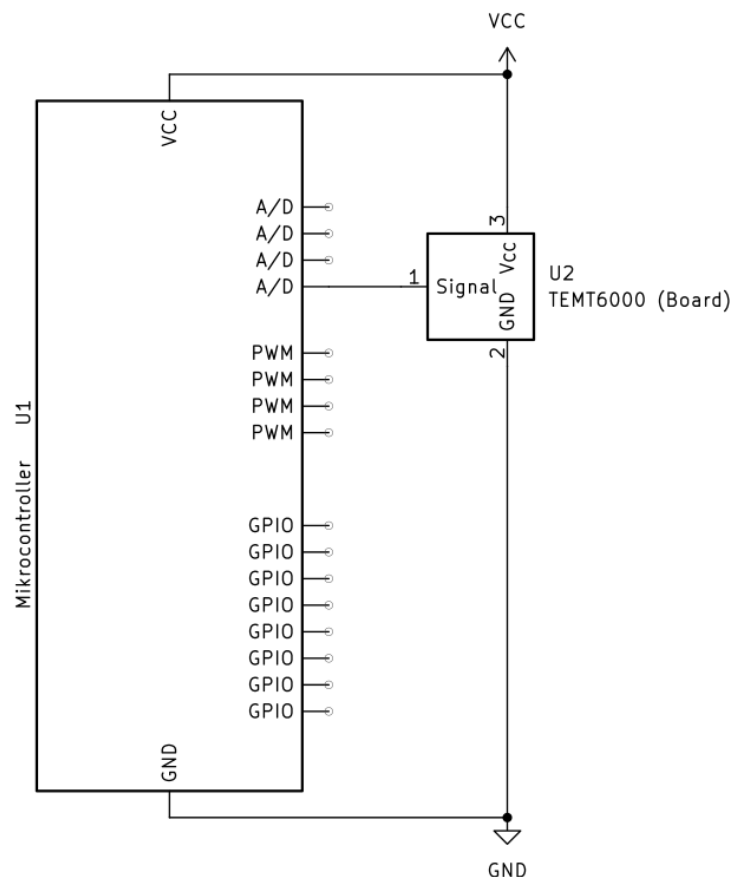 VCC
VCC
A/D
A/D
A/D
A/D
PWM
PWM
PWM
PWM
GPIO
GPIO
GPIO
GPIO
GPIO
GPIO
GPIO
GPIO
GND
Mikrocontroller U1
1
Signal
3
Vcc
GND
2
U2
TEMT6000 (Board)
GND